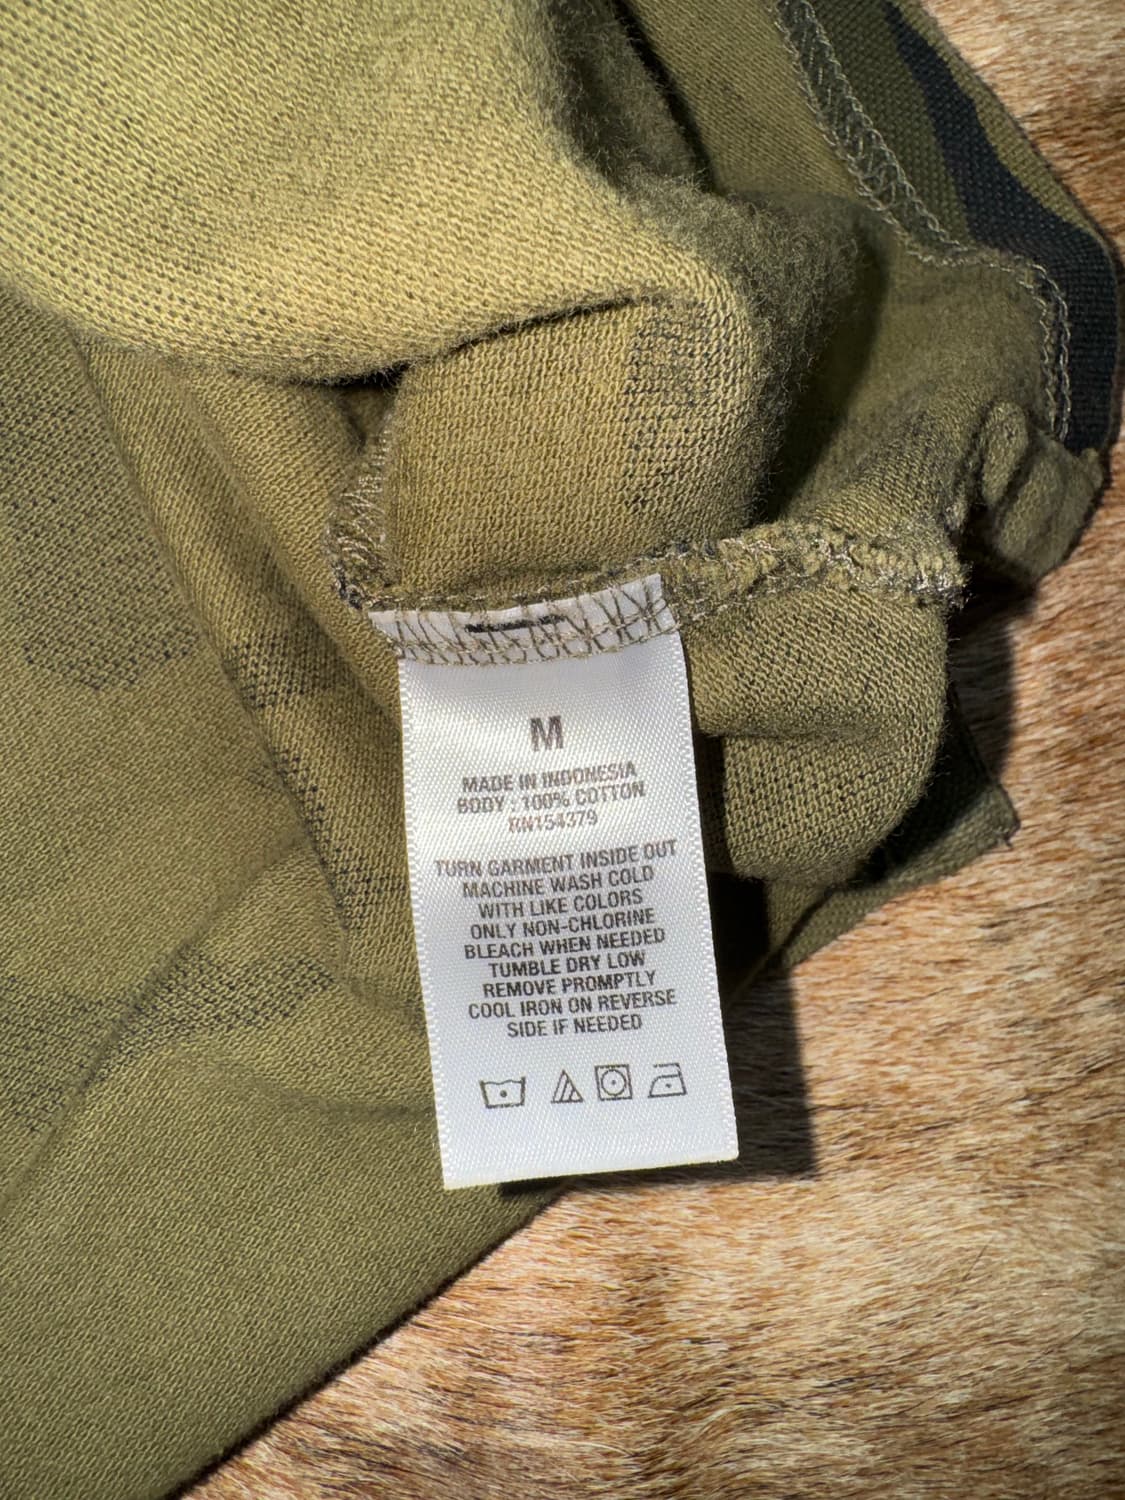 M
MADE IN INDONESIA
BODY : 100% COTTON
RN154379
TURN GARMENT INSIDE OUT
MACHINE WASH COLD
WITH LIKE COLORS
ONLY NON-CHLORINE
BLEACH WHEN NEEDED
TUMBLE DRY LOW
REMOVE PROMPTLY
COOL IRON ON REVERSE
SIDE IF NEEDED